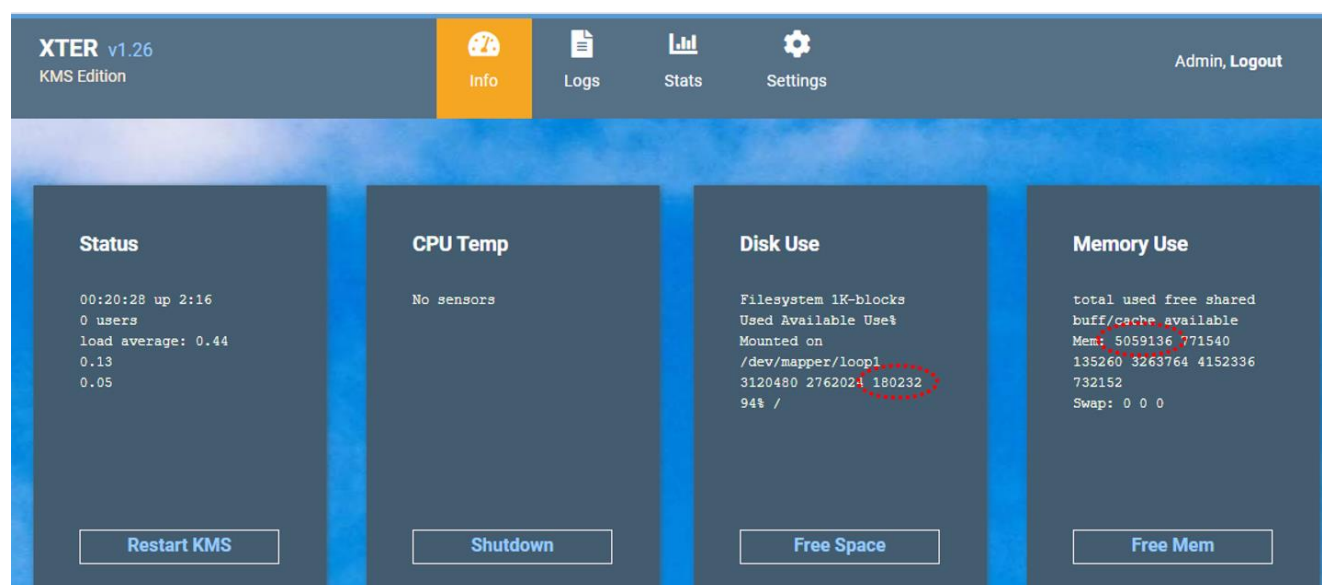 XTER v1.26
KMS Edition
Info
Logs
Stats
Settings
Admin, Logout
Status
00:20:28 up 2:16
0 users
load average: 0.44
0.13
0.05
Restart KMS
CPU Temp
No sensors
Shutdown
Disk Use
Filesystem 1K-blocks
Used Available Use%
Mounted on
/dev/mapper/loop1
3120480 2762024 180232
94% /
Free Space
Memory Use
total used free shared
buff/cache available
Mem: 5059136 771540
135260 3263764 4152336
732152
Swap: 0 0 0
Free Mem